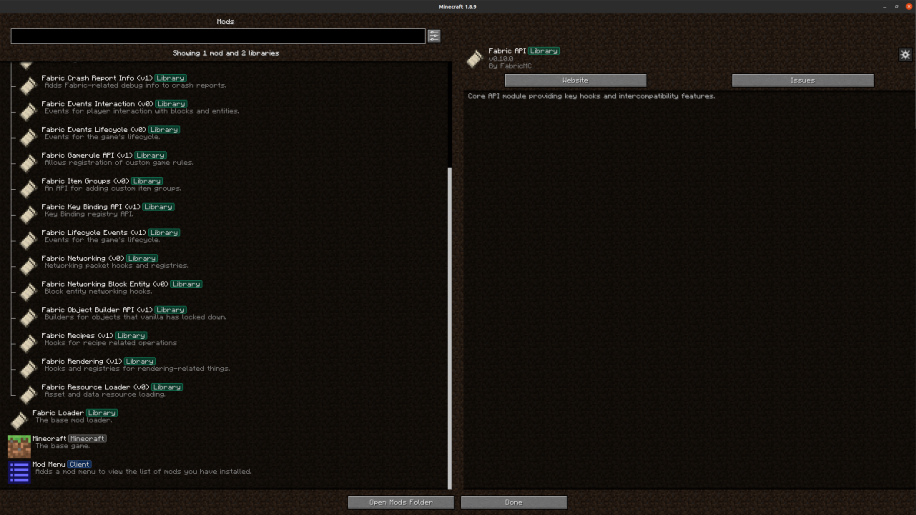 Minecraft 1.8.9
Mods
Showing 1 mod and 2 libraries
Fabric Crash Report Info (v1) Library
Adds Fabric-related debug info to crash reports.
Fabric Events Interaction (v0) Library
Events for player interaction with blocks and entities.
Fabric Events Lifecycle (v0) Library
Events for the game's lifecycle.
Fabric Gamerule API (v1) Library
Allows registration of custom game rules.
Fabric Item Groups (v0) Library
An API for adding custom item groups.
Fabric Key Binding API (v1) Library
Key Binding registry API.
Fabric Lifecycle Events (v1) Library
Events for the game's lifecycle.
Fabric Networking (v0) Library
Networking packet hooks and registries.
Fabric Networking Block Entity (v0) Library
Block entity networking hooks.
Fabric Object Builder API (v1) Library
Builders for objects that vanilla has locked down.
Fabric Recipes (v1) Library
Hooks for recipe related operations
Fabric Rendering (v1) Library
Hooks and registries for rendering-related things.
Fabric Resource Loader (v0) Library
Asset and data resource loading.
Fabric Loader Library
The base mod loader.
Minecraft Minecraft
The base game.
Mod Menu Client
Adds a mod menu to view the list of mods you have installed.
Fabric API Library
By FabricMC
Website
Issues
Core API module providing key hooks and intercompatibility features.
Open Mods Folder
Done